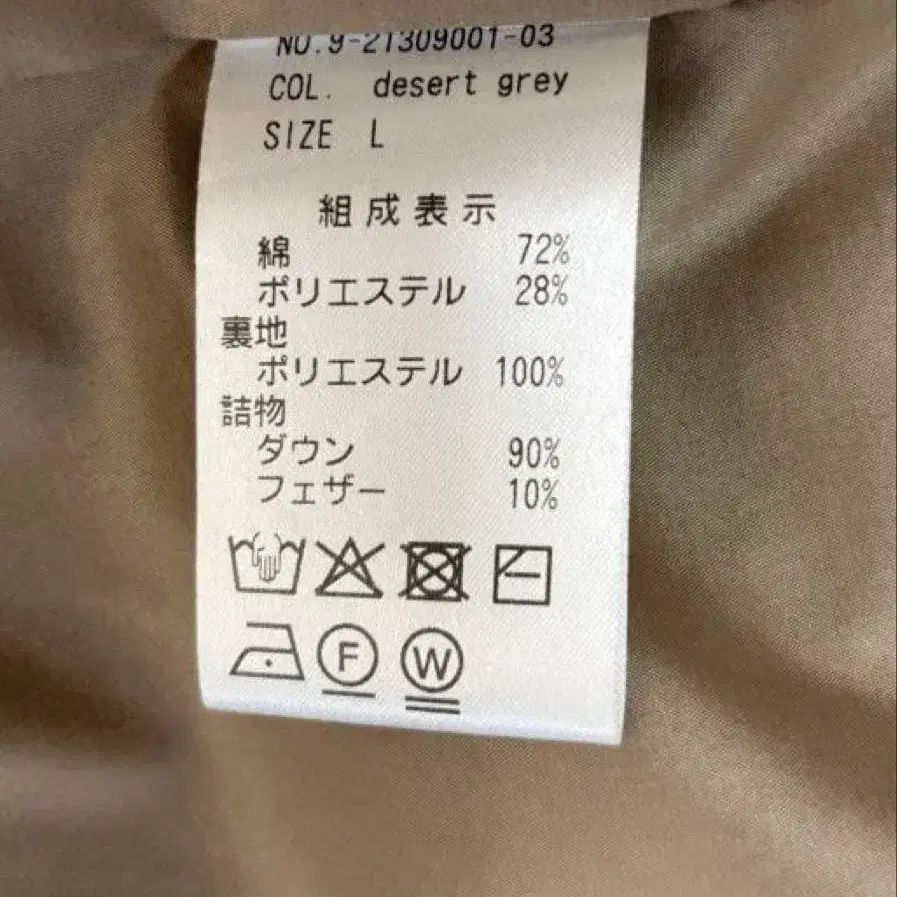 NO.9-21309001-03
COL. desert grey
SIZE L
組成表示
綿 72%
ポリエステル 28%
裏地
ポリエステル 100%
詰物
ダウン 90%
フェザー 10%
F W